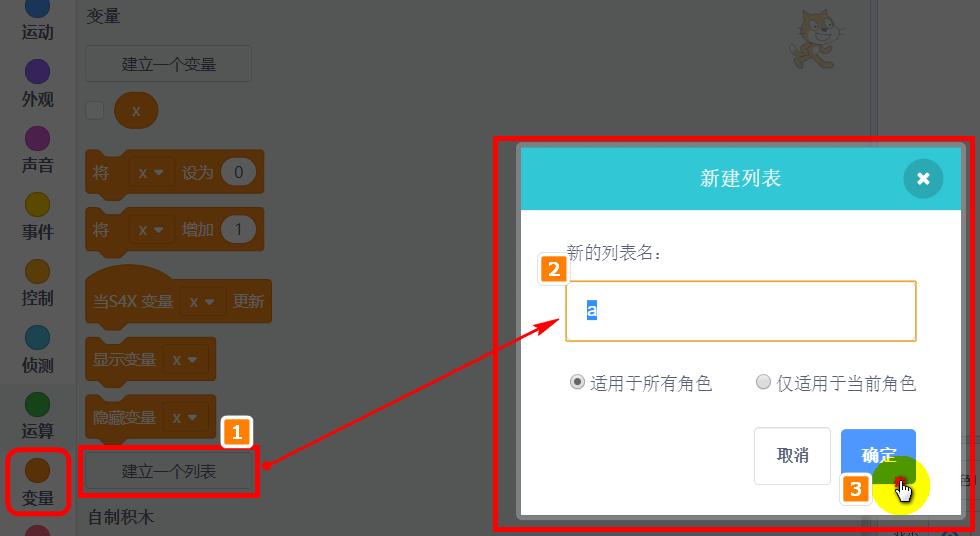 运动
外观
声音
事件
控制
侦测
运算
变量
变量
建立一个变量
x
将 x 设为 0
将 x 增加 1
当S4X 变量 x 更新
显示变量 x
隐藏变量 x
1
建立一个列表
自制积木
新建列表
新的列表名:
2
a
适用于所有角色
仅适用于当前角色
取消
确定
3